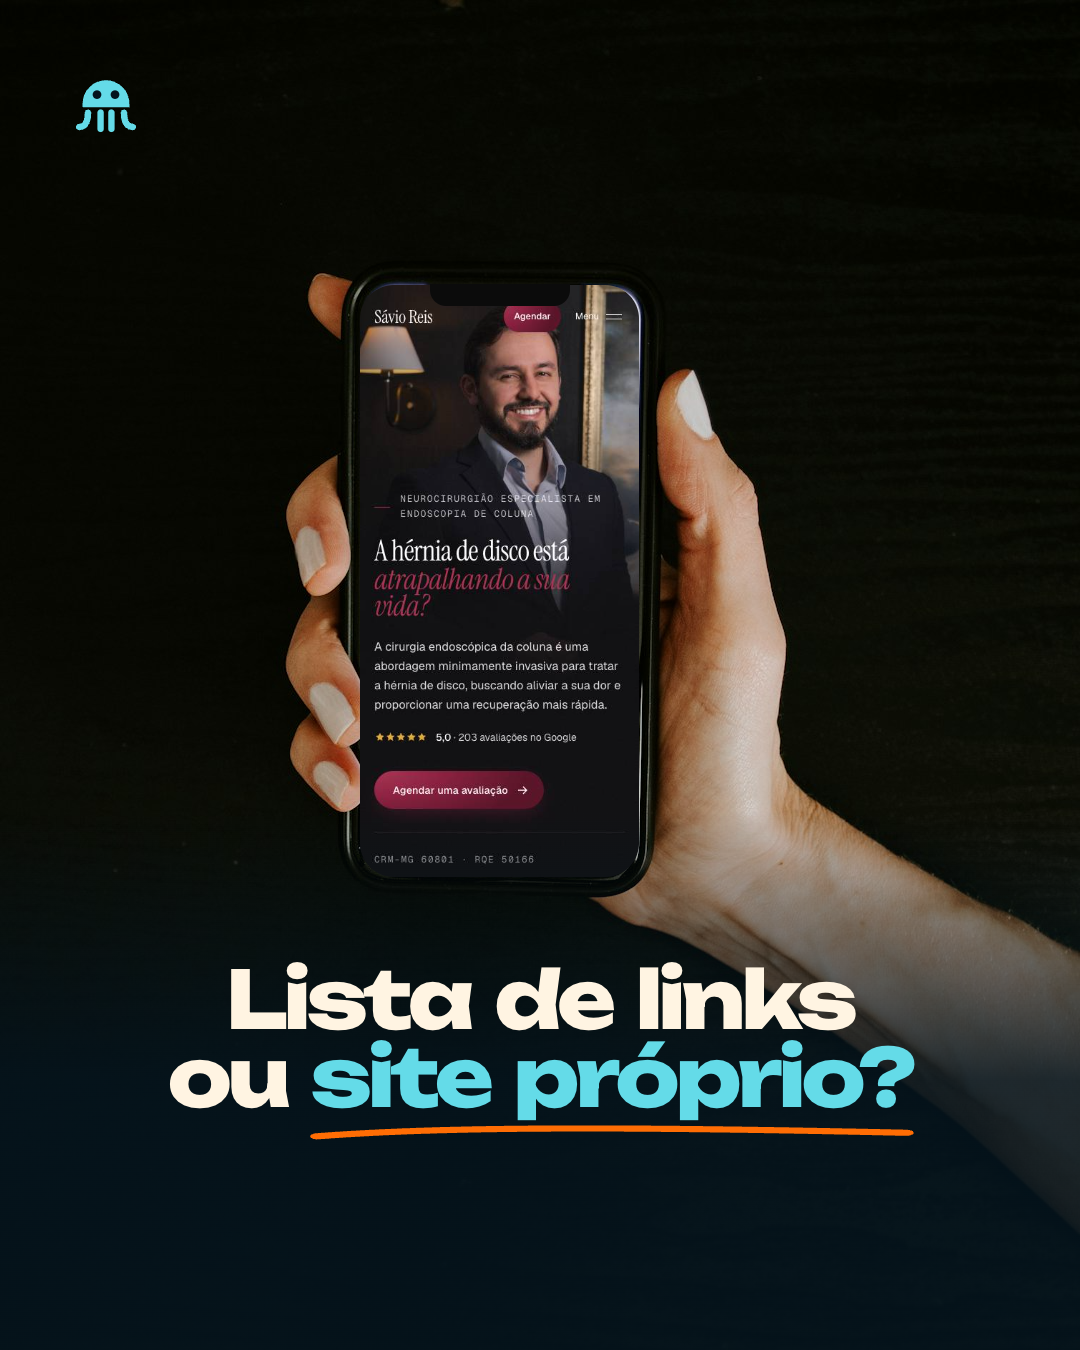 Sávio Reis
Agendar
Menu
NEUROCIRURGIÃO ESPECIALISTA EM
ENDOSCOPIA DE COLUNA
A hérnia de disco está
atrapalhando a sua
vida?
A cirurgia endoscópica da coluna é uma
abordagem minimamente invasiva para tratar
a hérnia de disco, buscando aliviar a sua dor e
proporcionar uma recuperação mais rápida.
5,0 · 203 avaliações no Google
Agendar uma avaliação →
CRM-MG 60801 · RQE 50166
Lista de links
ou site próprio?